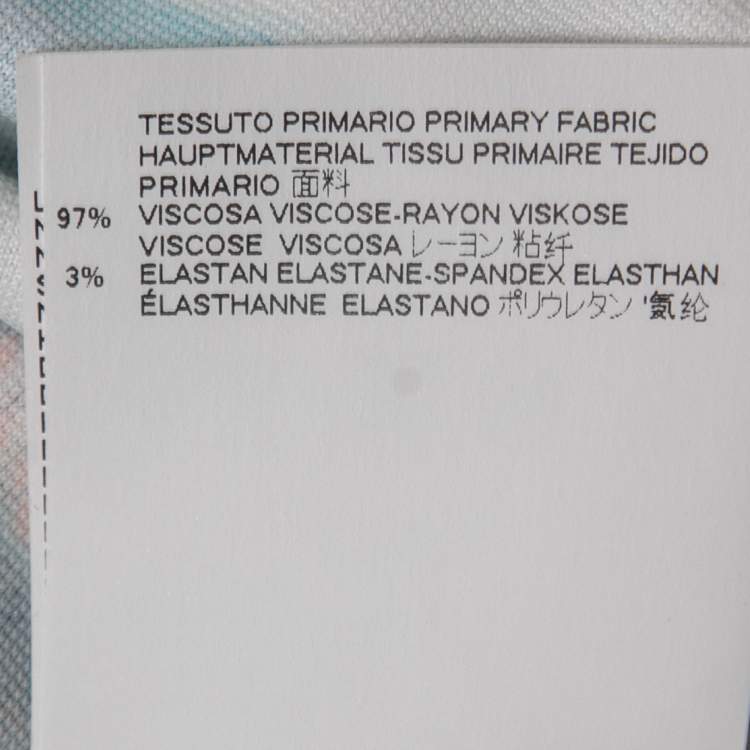 TESSUTO PRIMARIO PRIMARY FABRIC
HAUPTMATERIAL TISSU PRIMAIRE TEJIDO
PRIMARIO 面料
97% VISCOSA VISCOSE-RAYON VISKOSE
VISCOSE VISCOSA レーヨン 粘纤
3% ELASTAN ELASTANE-SPANDEX ELASTHAN
ÉLASTHANNE ELASTANO ポリウレタン '氨纶